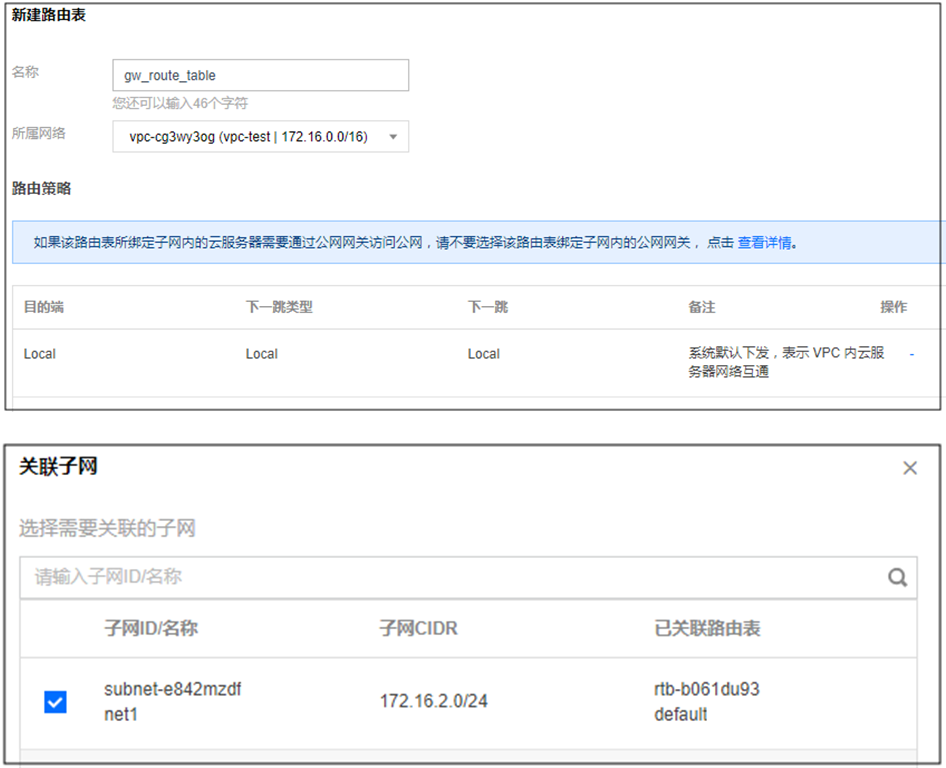 新建路由表
名称
gw_route_table
您还可以输入46个字符
所属网络
vpc-cg3wy3og (vpc-test | 172.16.0.0/16)
路由策略
如果该路由表所绑定子网内的云服务器需要通过公网网关访问公网，请不要选择该路由表绑定子网内的公网网关， 点击 查看详情。
目的端 下一跳类型 下一跳 备注 操作
Local Local Local 系统默认下发，表示 VPC 内云服 -
务器网络互通
关联子网
选择需要关联的子网
请输入子网ID/名称
子网ID/名称 子网CIDR 已关联路由表
subnet-e842mzdf 172.16.2.0/24 rtb-b061du93
net1 default